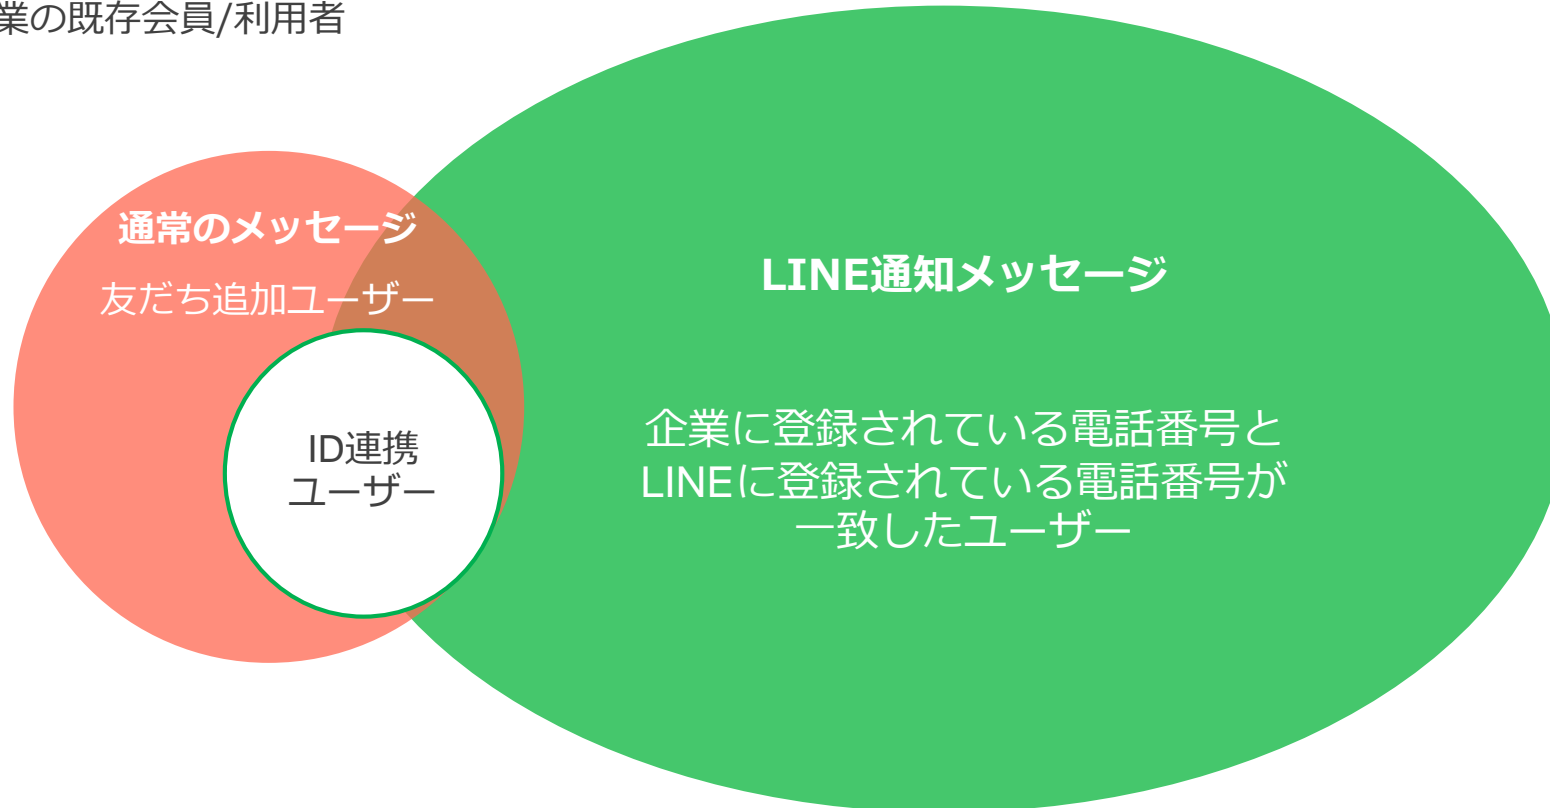 業の既存会員/利用者
通常のメッセージ
友だち追加ユーザー
ID連携
ユーザー
LINE通知メッセージ
企業に登録されている電話番号と
LINEに登録されている電話番号が
一致したユーザー